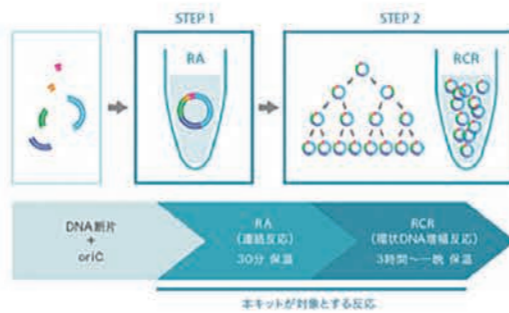 STEP 1
STEP 2
RA
RCR
DNA断片
+
oriC
RA
(連結反応)
30分 保温
RCR
(環状DNA増幅反応)
3時間～一晩 保温
本キットが対象とする反応